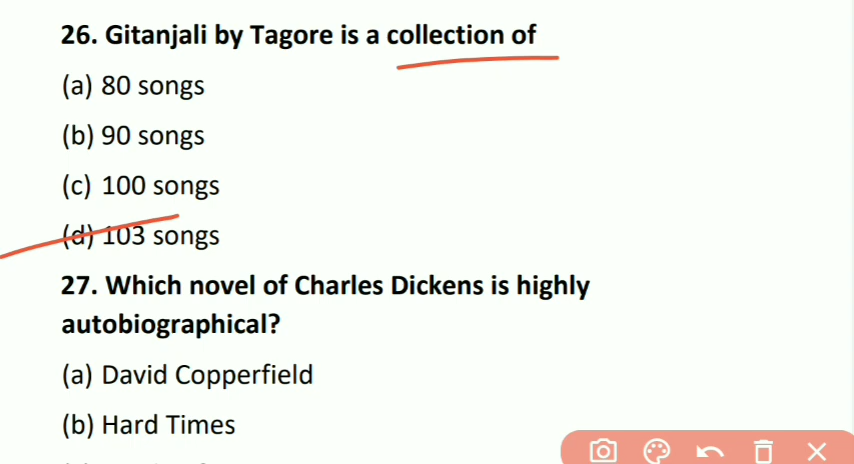 26. Gitanjali by Tagore is a collection of
(a) 80 songs
(b) 90 songs
(c) 100 songs
(d) 103 songs
27. Which novel of Charles Dickens is highly
autobiographical?
(a) David Copperfield
(b) Hard Times